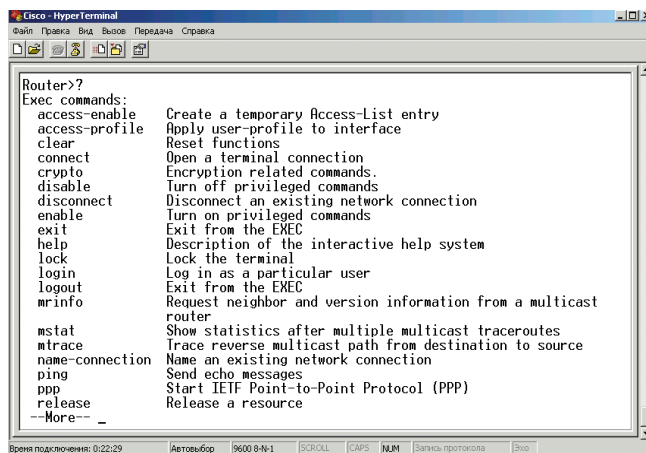 Cisco - HyperTerminal
Файл Правка Вид Вызов Передача Справка
Router>?
Exec commands:
access-enable Create a temporary Access-List entry
access-profile Apply user-profile to interface
clear Reset functions
connect Open a terminal connection
crypto Encryption related commands.
disable Turn off privileged commands
disconnect Disconnect an existing network connection
enable Turn on privileged commands
exit Exit from the EXEC
help Description of the interactive help system
lock Lock the terminal
login Log in as a particular user
logout Exit from the EXEC
mrinfo Request neighbor and version information from a multicast
router
mstat Show statistics after multiple multicast traceroutes
mtrace Trace reverse multicast path from destination to source
name-connection Name an existing network connection
ping Send echo messages
ppp Start IETF Point-to-Point Protocol (PPP)
release Release a resource
--More-- _
Время подключения: 0:22:29 Автовыбор 9600 8-N-1 SCROLL CAPS NUM Запись протокола Эхо